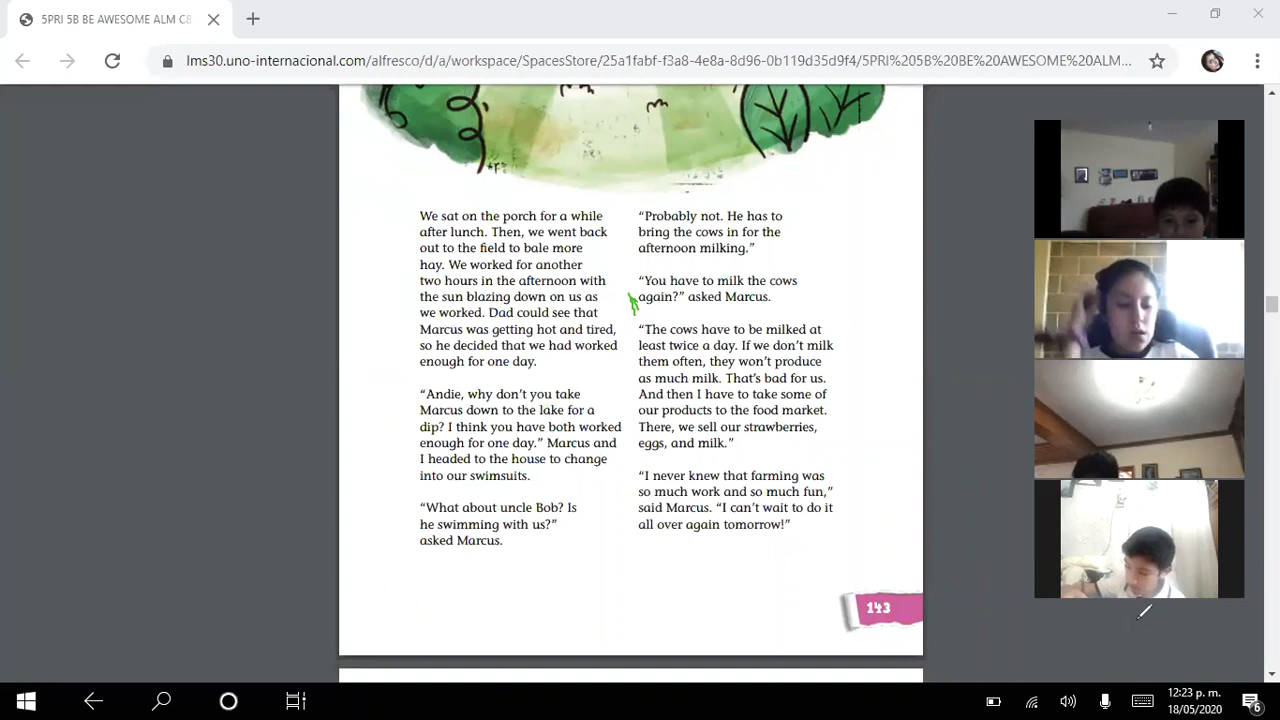 5PRI 5B BE AWESOME ALM C8
lms30.uno-internacional.com/alfresco/d/a/workspace/SpacesStore/25a1fabf-f3a8-4e8a-8d96-0b119d35d9f4/5PRI%205B%20BE%20AWESOME%20ALM...
We sat on the porch for a while
after lunch. Then, we went back
out to the field to bale more
hay. We worked for another
two hours in the afternoon with
the sun blazing down on us as
we worked. Dad could see that
Marcus was getting hot and tired,
so he decided that we had worked
enough for one day.
“Andie, why don’t you take
Marcus down to the lake for a
dip? I think you have both worked
enough for one day.” Marcus and
I headed to the house to change
into our swimsuits.
“What about uncle Bob? Is
he swimming with us?”
asked Marcus.
“Probably not. He has to
bring the cows in for the
afternoon milking.”
“You have to milk the cows
again?” asked Marcus.
“The cows have to be milked at
least twice a day. If we don’t milk
them often, they won’t produce
as much milk. That’s bad for us.
And then I have to take some of
our products to the food market.
There, we sell our strawberries,
eggs, and milk.”
“I never knew that farming was
so much work and so much fun,”
said Marcus. “I can’t wait to do it
all over again tomorrow!”
143
12:23 p. m.
18/05/2020
6